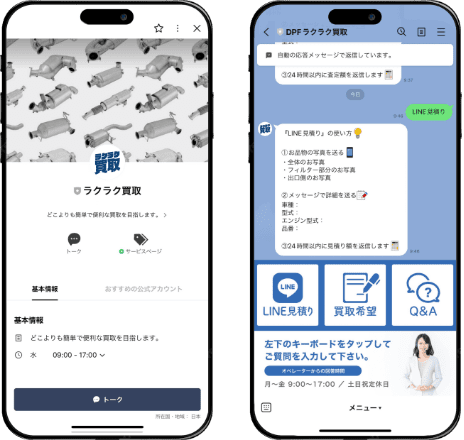 ラクラク
買取
ラクラク買取
どこよりも簡単で便利な買取を目指します。
トーク
サービスページ
基本情報
おすすめの公式アカウント
基本情報
どこよりも簡単で便利な買取を目指します。
水 09:00 - 17:00
トーク
所在国・地域：日本
DPFラクラク買取
自動の応答メッセージで返信しています。
③24時間以内に査定額を返信します
今日
LINE見積り
買取
『LINE見積り』の使い方
①お品物の写真を送る
・全体のお写真
・フィルター部分のお写真
・出口側のお写真
②メッセージで詳細を送る
車種：
型式：
エンジン型式：
品番：
③24時間以内に見積り額を返信します
LINE
LINE見積り
買取希望
Q&A
左下のキーボードをタップして
ご質問を入力して下さい。
オペレーターからの回答時間
月〜金 9:00〜17:00 ／ 土日祝定休日
メニュー